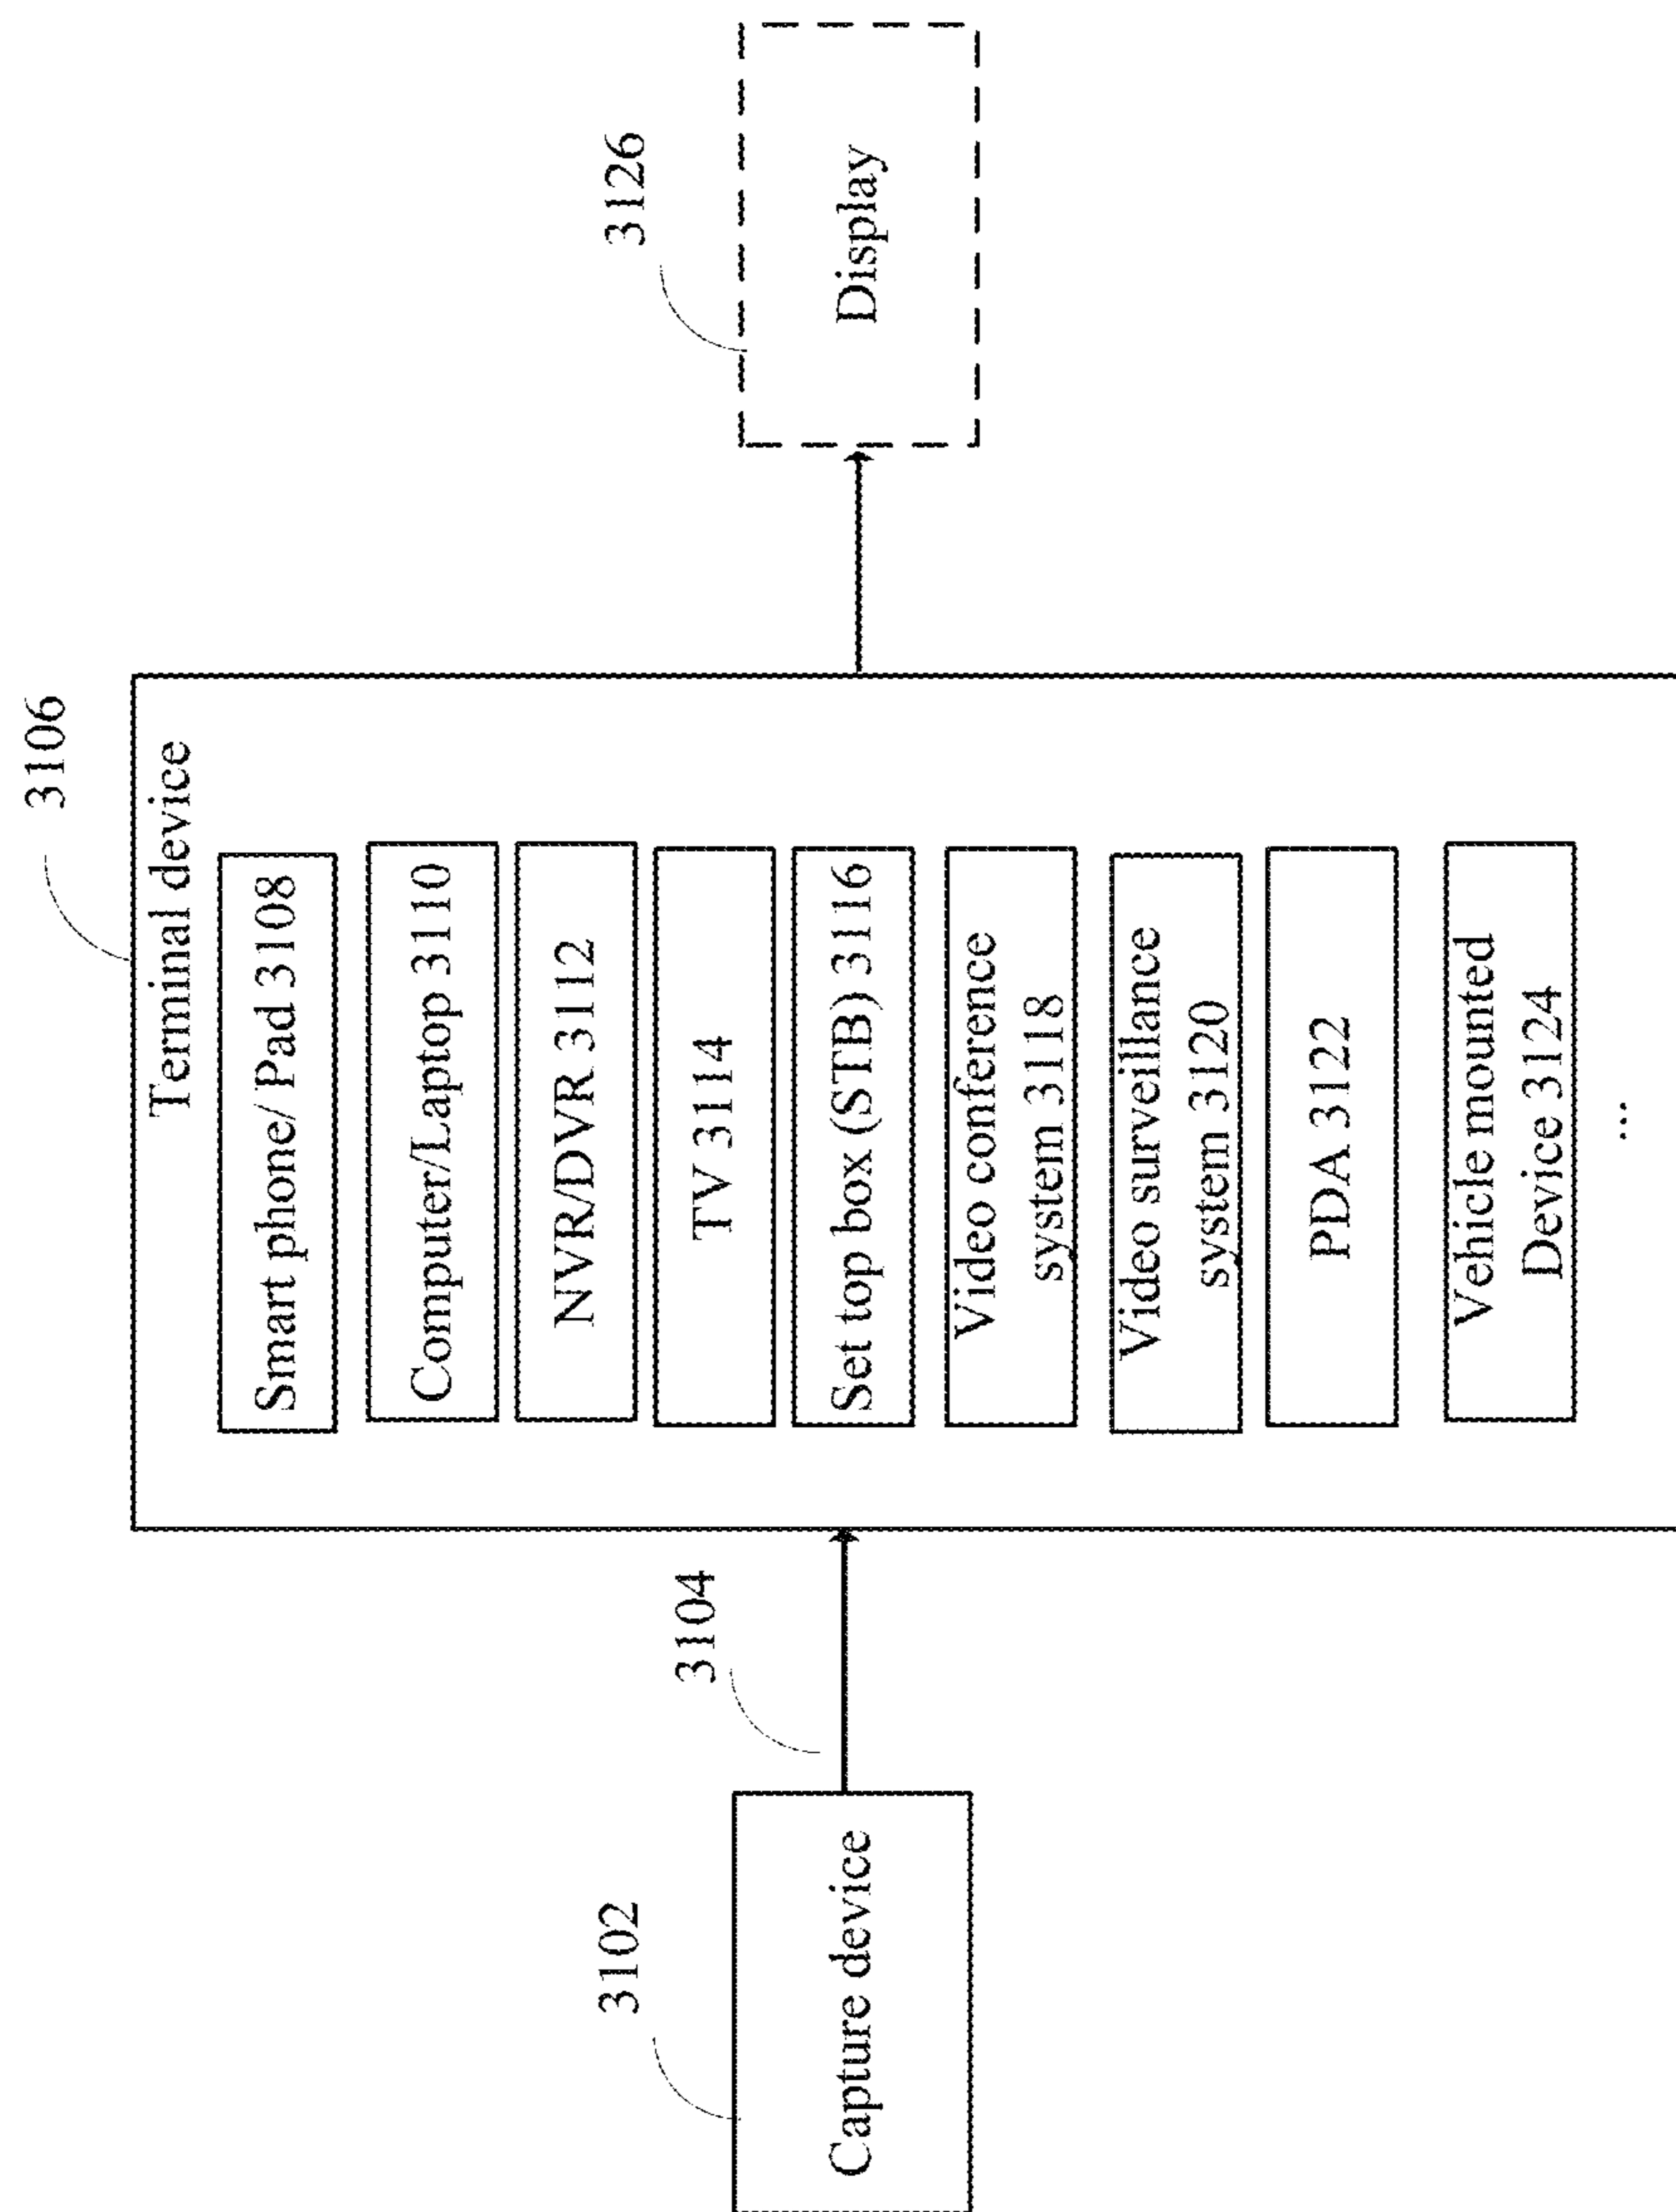 3102
Capture device
3104
3106
Terminal device
Smart phone/ Pad 3108
Computer/Laptop 3110
NVR/DVR 3112
TV 3114
Set top box (STB) 3116
Video conference
system 3118
Video surveillance
system 3120
PDA 3122
Vehicle mounted
Device 3124
...
3126
Display